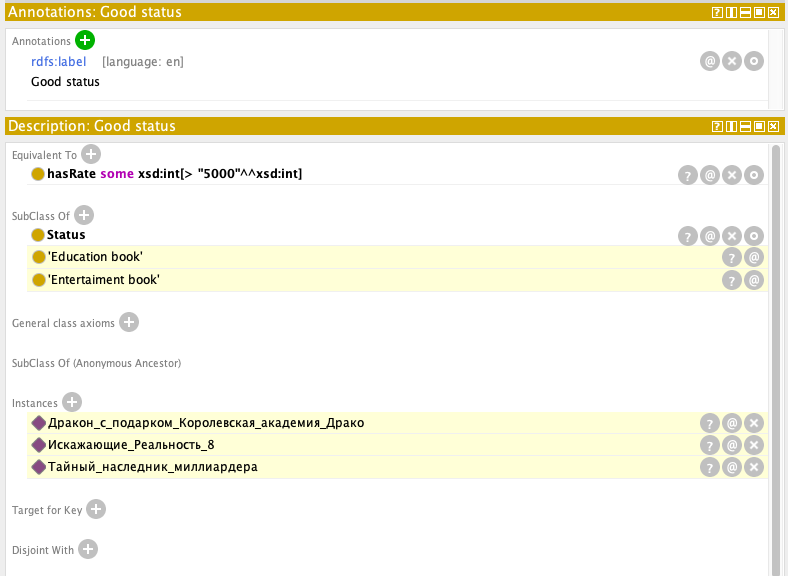 Annotations: Good status
Annotations
rdfs:label [language: en]
Good status
Description: Good status
Equivalent To
hasRate some xsd:int[> "5000"^^xsd:int]
SubClass Of
Status
'Education book'
'Entertaiment book'
General class axioms
SubClass Of (Anonymous Ancestor)
Instances
Дракон_с_подарком_Королевская_академия_Драко
Искажающие_Реальность_8
Тайный_наследник_миллиардера
Target for Key
Disjoint With